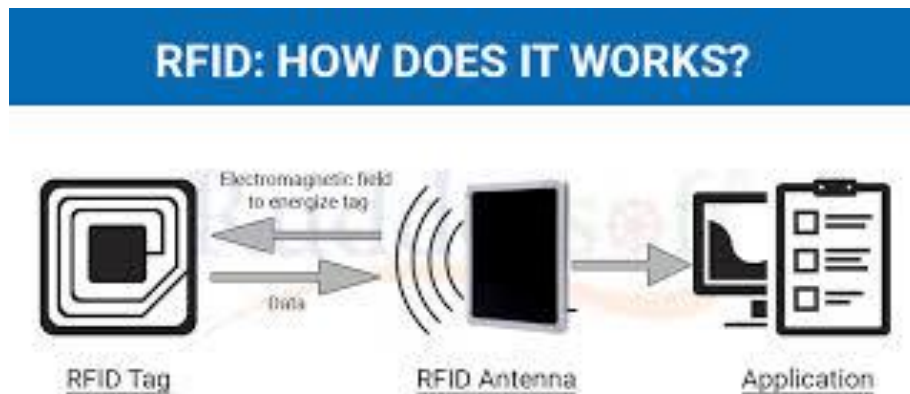 RFID: HOW DOES IT WORKS?
Electromagnetic field
to energize tag
Data
RFID Tag
RFID Antenna
Application